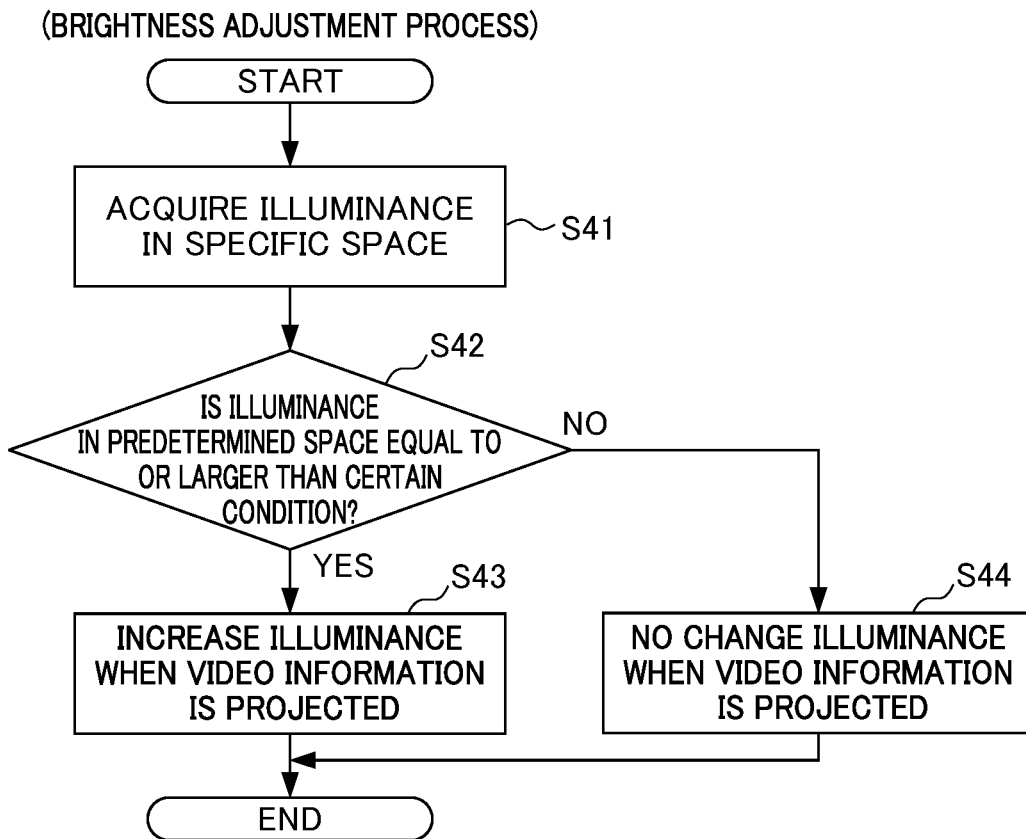 (BRIGHTNESS ADJUSTMENT PROCESS)
START
ACQUIRE ILLUMINANCE
IN SPECIFIC SPACE
S41
S42
IS ILLUMINANCE
IN PREDETERMINED SPACE EQUAL TO
OR LARGER THAN CERTAIN
CONDITION?
NO
YES
S43
INCREASE ILLUMINANCE
WHEN VIDEO INFORMATION
IS PROJECTED
S44
NO CHANGE ILLUMINANCE
WHEN VIDEO INFORMATION
IS PROJECTED
END